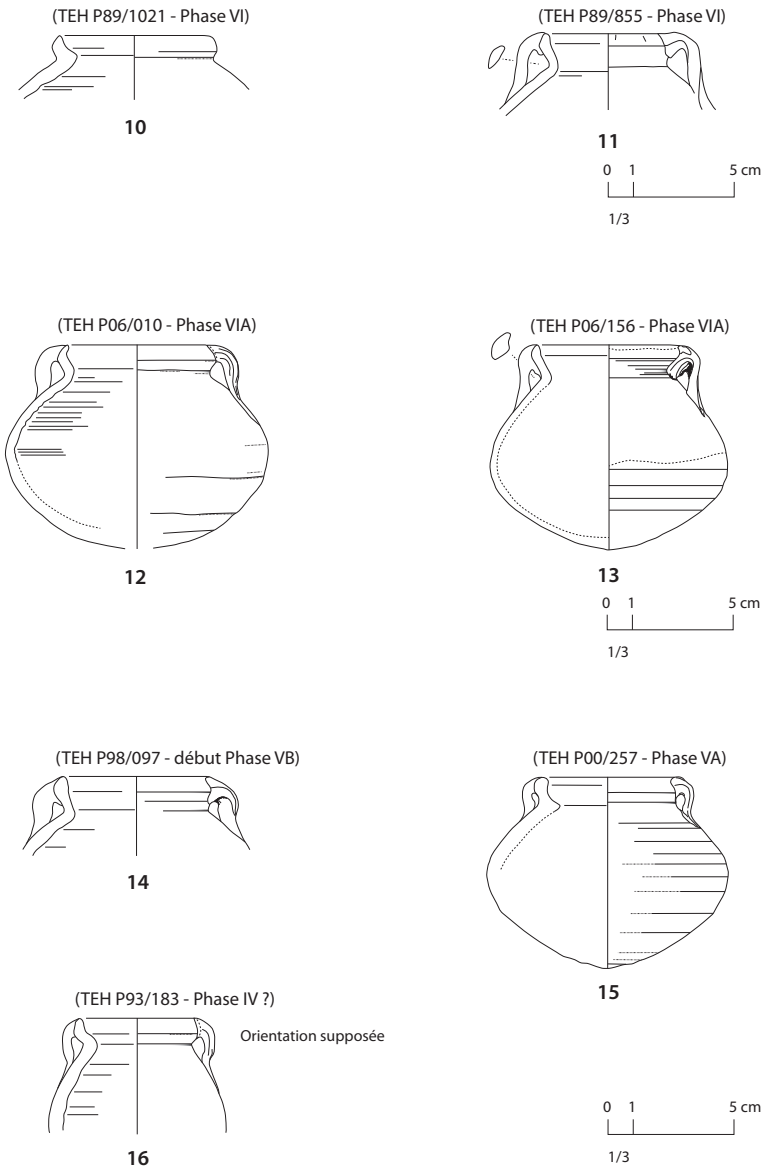 (TEH P89/1021 - Phase VI)
10
(TEH P89/855 - Phase VI)
11
0 1 5 cm
1/3
(TEH P06/010 - Phase VIA)
12
(TEH P06/156 - Phase VIA)
13
0 1 5 cm
1/3
(TEH P98/097 - début Phase VB)
14
(TEH P00/257 - Phase VA)
15
(TEH P93/183 - Phase IV ?)
Orientation supposée
16
0 1 5 cm
1/3